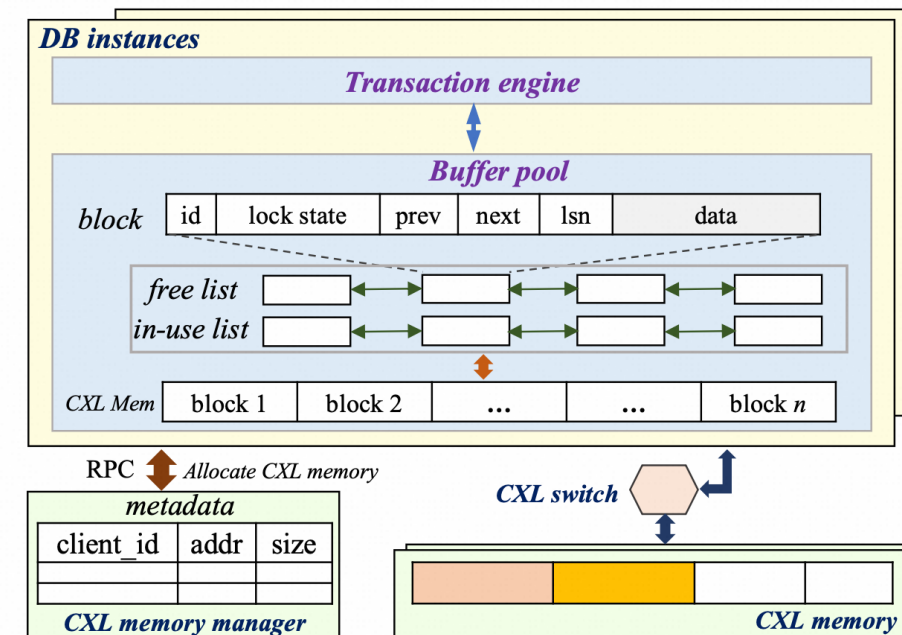 DB instances
Transaction engine
Buffer pool
block id lock state prev next lsn data
free list
in-use list
CXL Mem block 1 block 2 ... ... block n
RPC Allocate CXL memory
CXL switch
metadata
client_id addr size
CXL memory manager
CXL memory